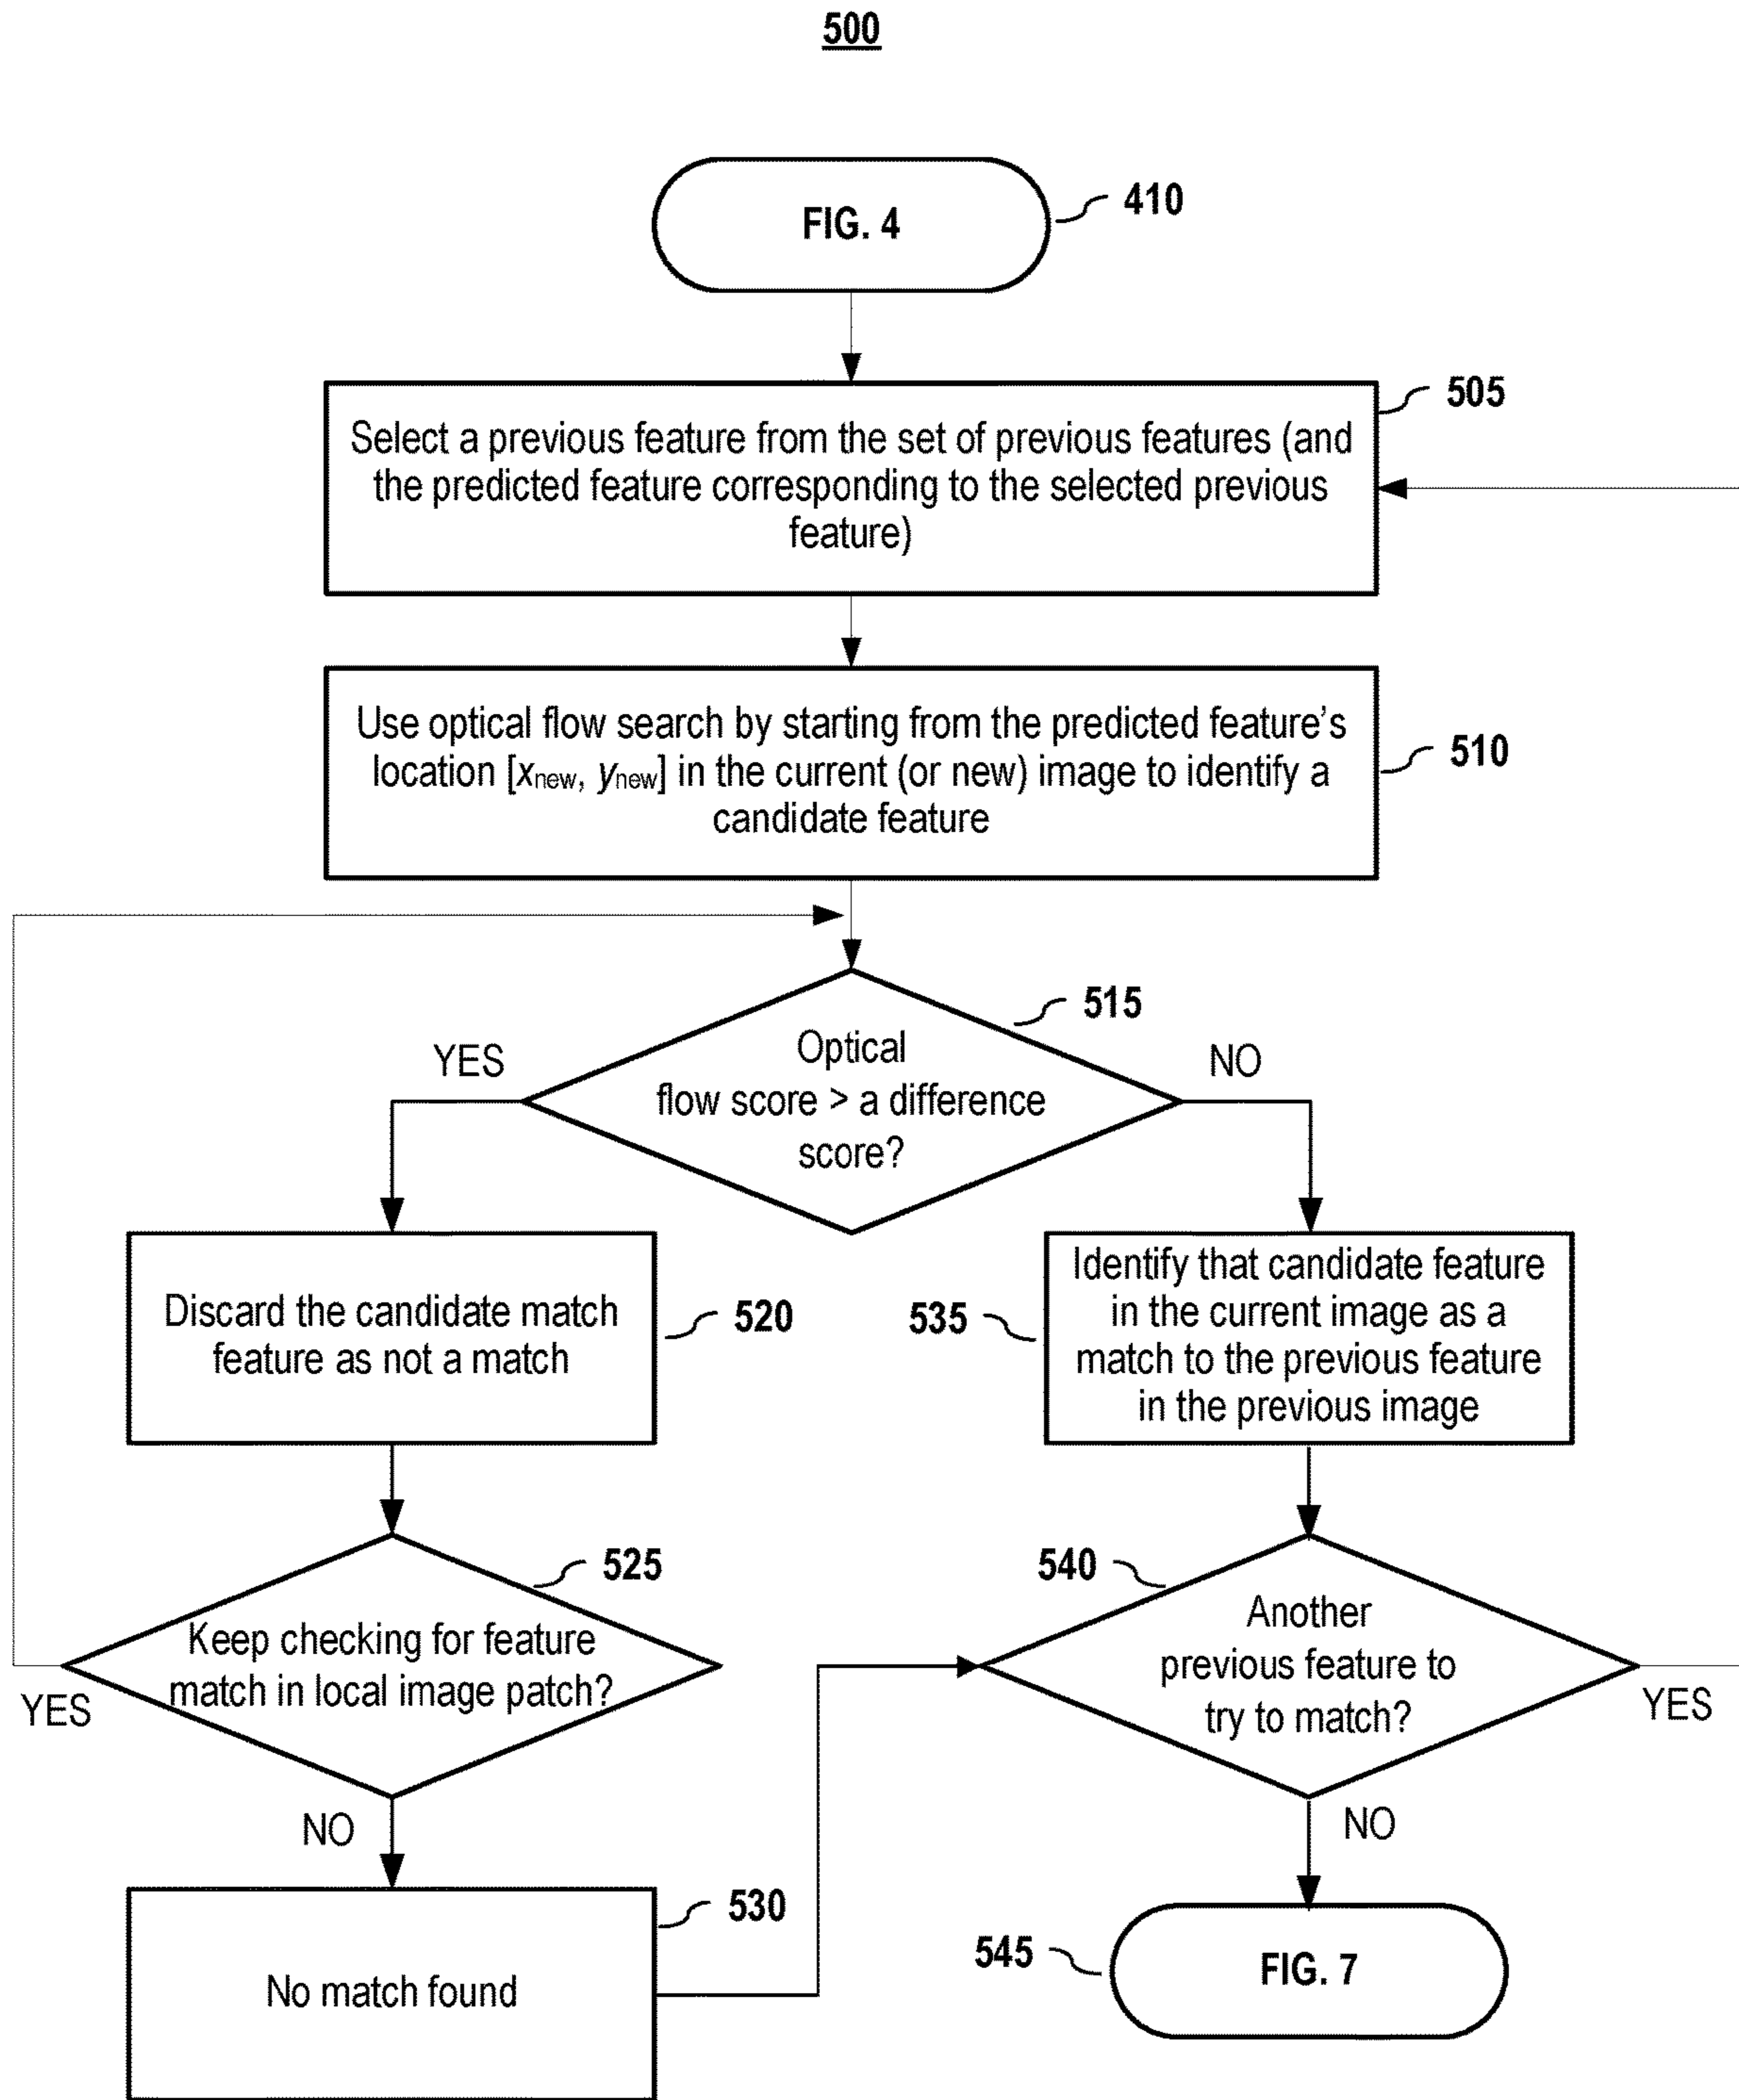 500
FIG. 4
410
505
Select a previous feature from the set of previous features (and
the predicted feature corresponding to the selected previous
feature)
Use optical flow search by starting from the predicted feature's
location [xnew, ynew] in the current (or new) image to identify a
candidate feature
510
515
YES
Optical
flow score > a difference
score?
NO
Discard the candidate match
feature as not a match
520
535
Identify that candidate feature
in the current image as a
match to the previous feature
in the previous image
525
Keep checking for feature
match in local image patch?
YES
NO
540
Another
previous feature to
try to match?
YES
NO
530
No match found
545
FIG. 7